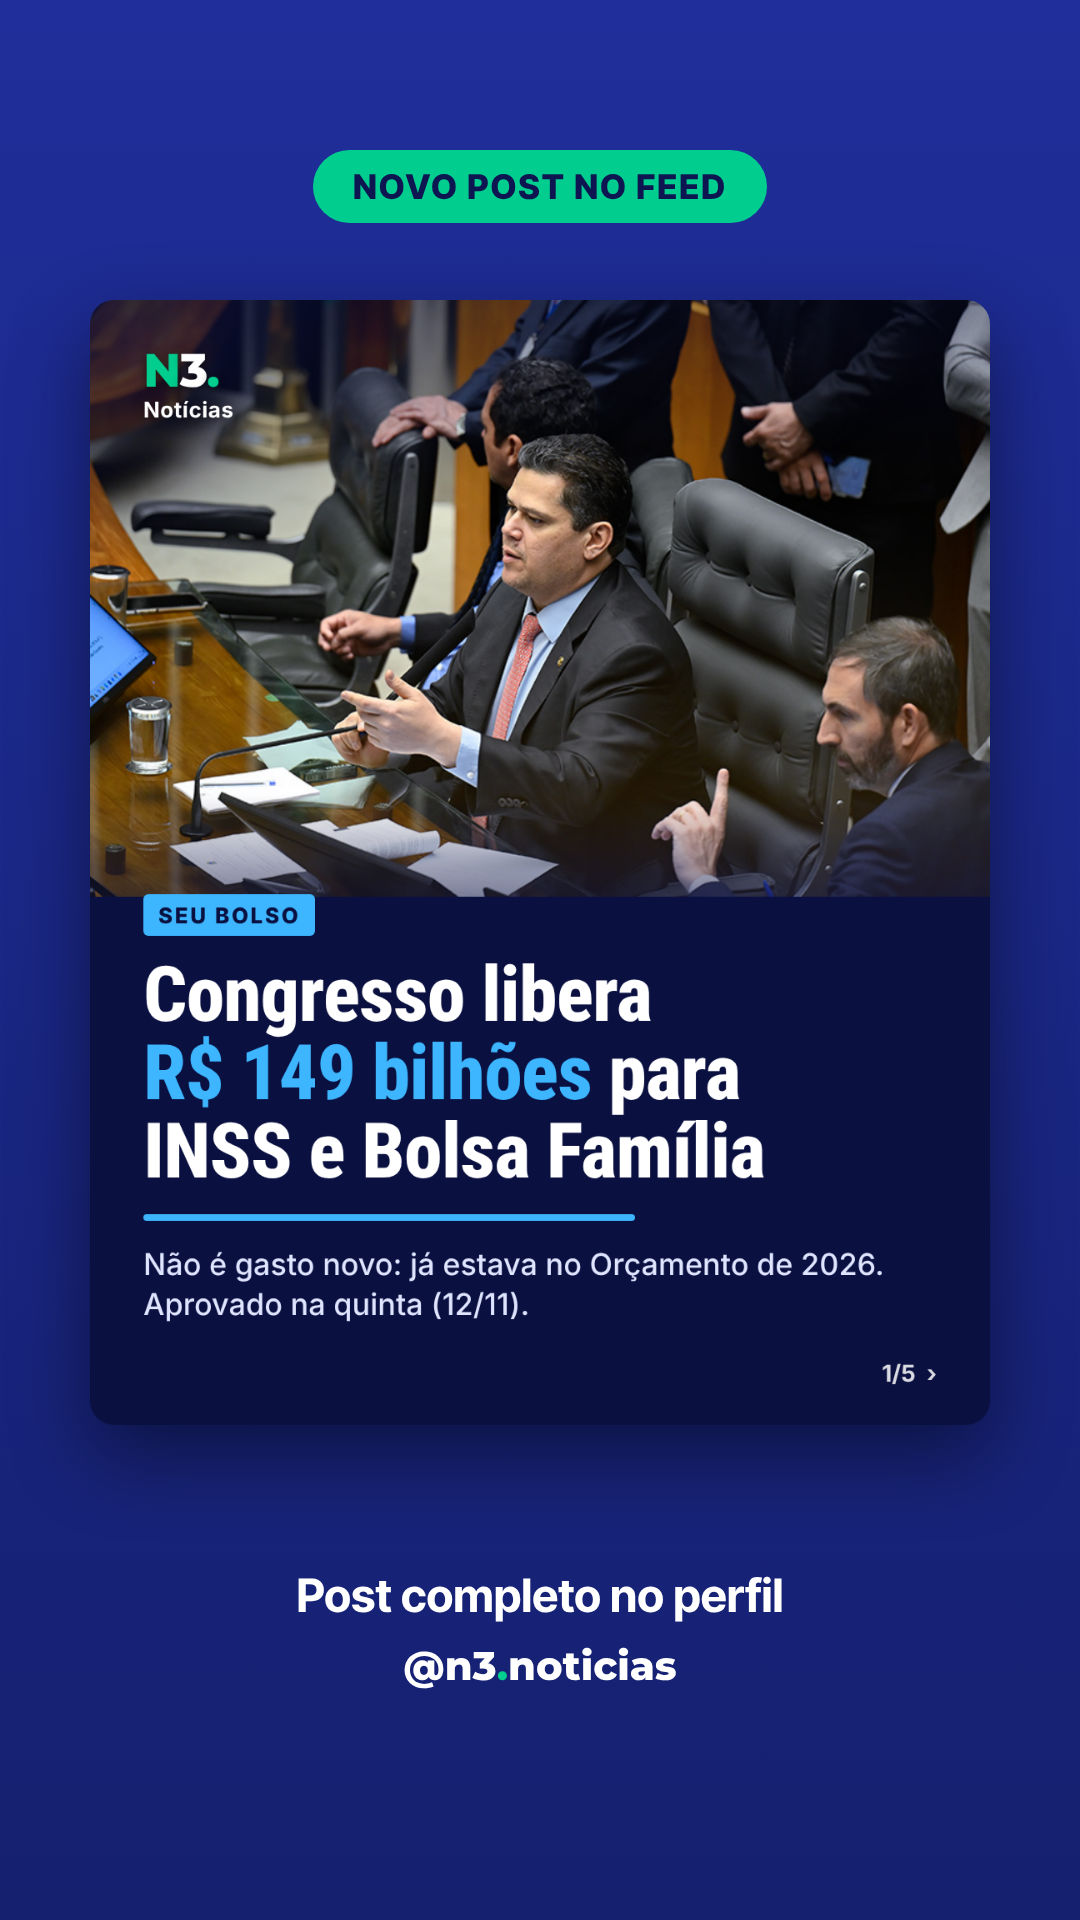 NOVO POST NO FEED
N3.
Notícias
SEU BOLSO
Congresso libera
R$ 149 bilhões para
INSS e Bolsa Família
Não é gasto novo: já estava no Orçamento de 2026.
Aprovado na quinta (12/11).
1/5 ›
Post completo no perfil
@n3.noticias